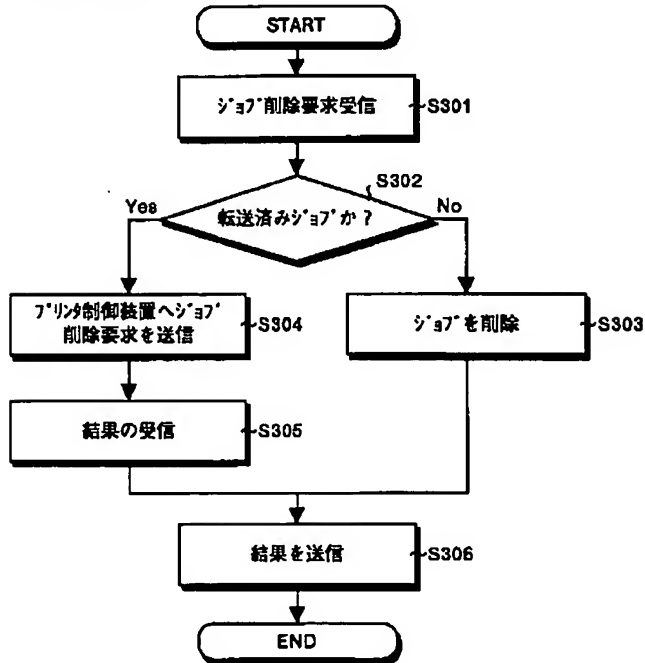 START
ジョブ削除要求受信
S301
S302
転送済みジョブか？
Yes
No
プリンタ制御装置へジョブ
削除要求を送信
S304
ジョブを削除
S303
結果の受信
S305
結果を送信
S306
END